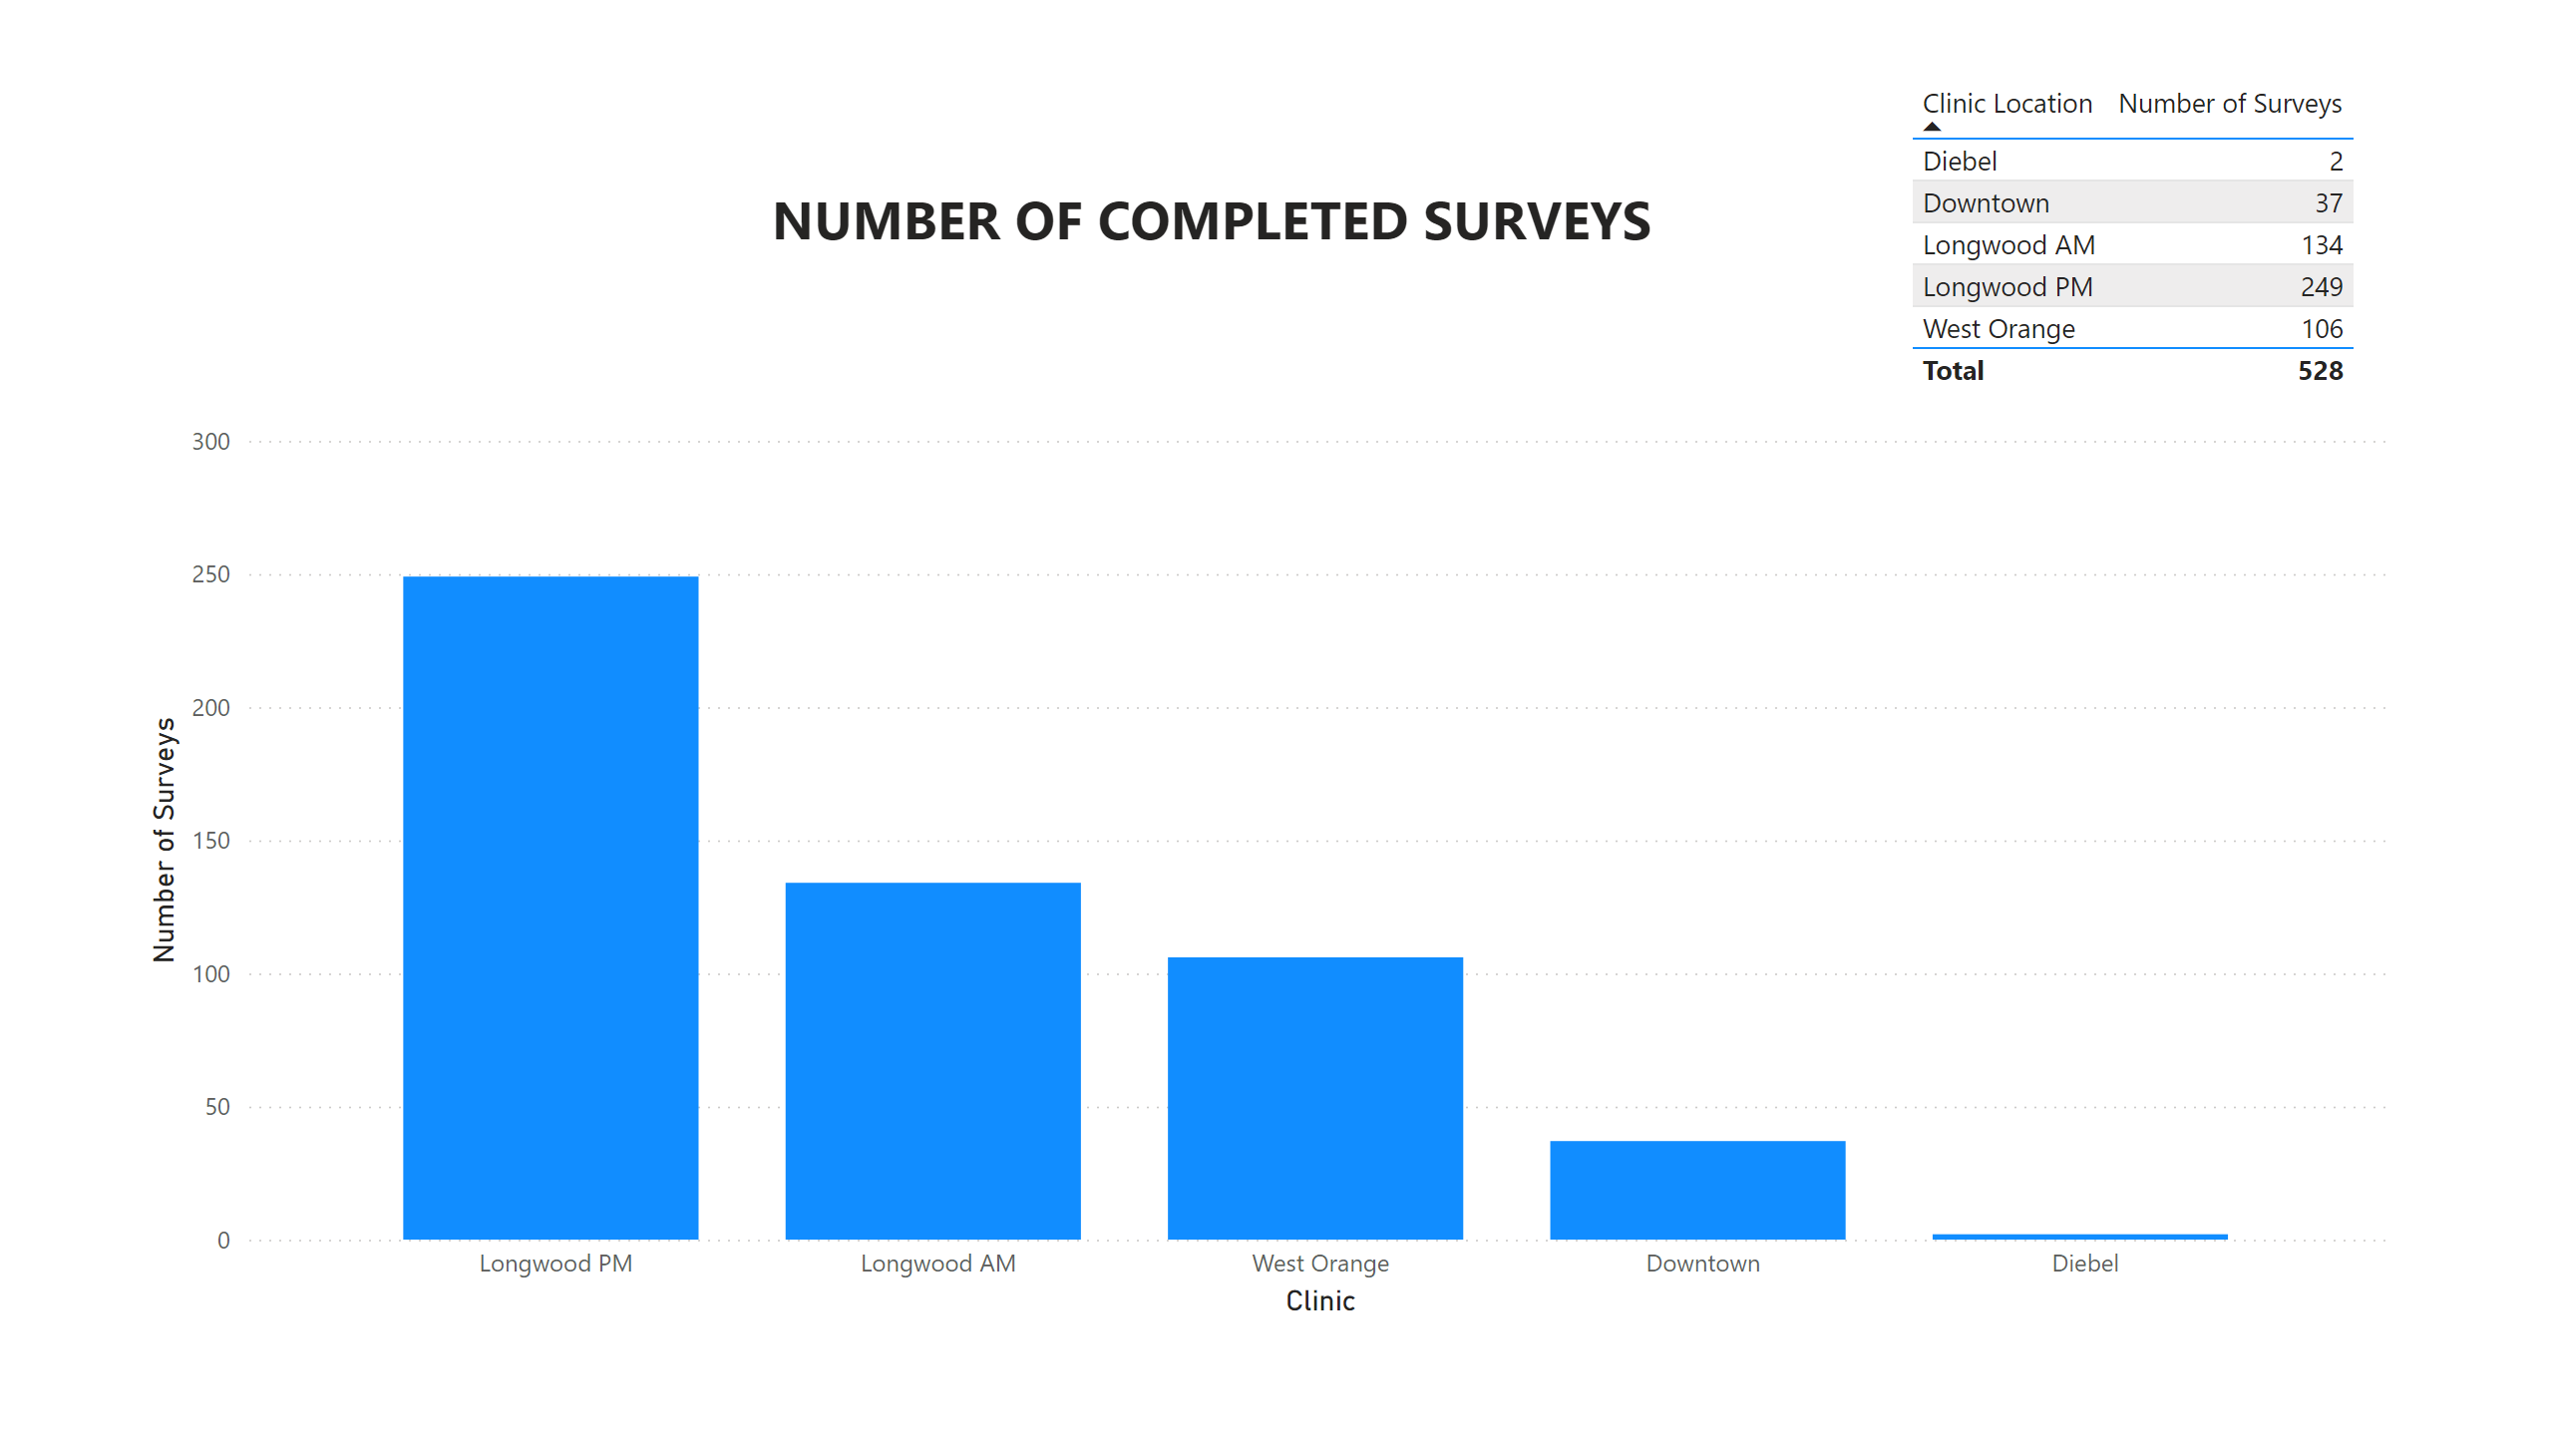 NUMBER OF COMPLETED SURVEYS
Clinic Location Number of Surveys
Diebel 2
Downtown 37
Longwood AM 134
Longwood PM 249
West Orange 106
Total 528
Number of Surveys
300
250
200
150
100
50
0
Longwood PM Longwood AM West Orange Downtown Diebel
Clinic